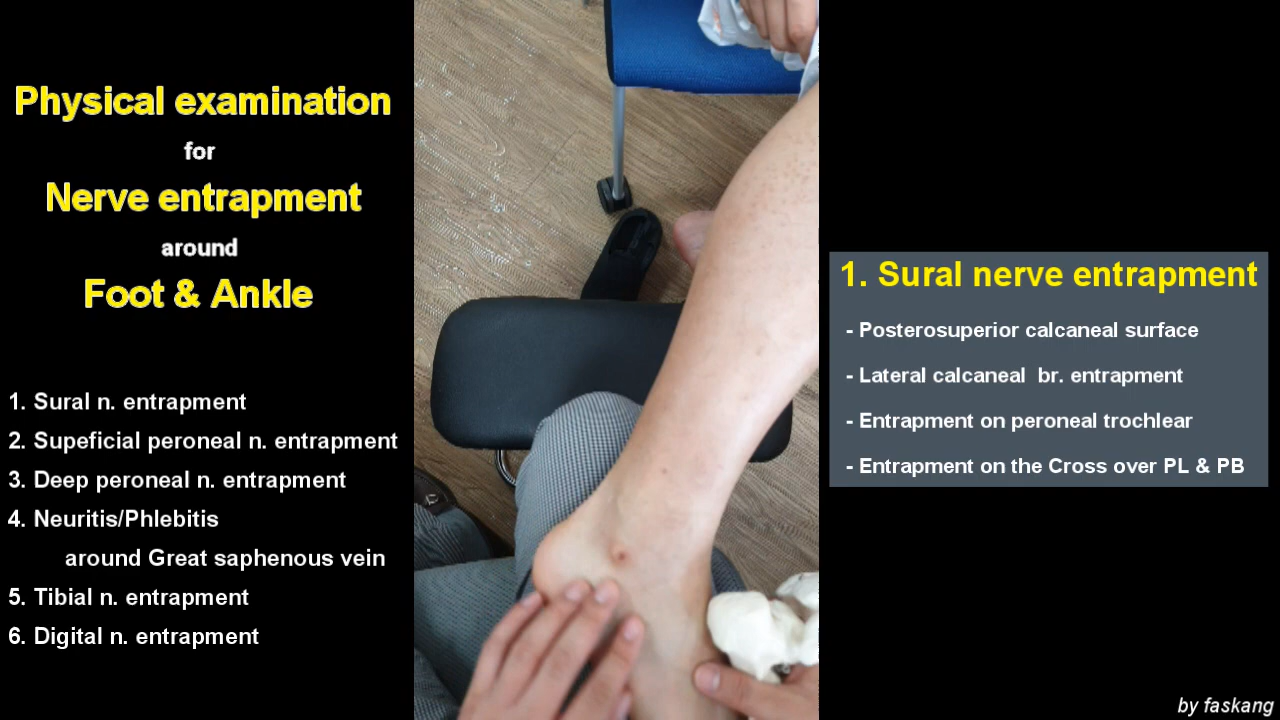 Physical examination
for
Nerve entrapment
around
Foot & Ankle
1. Sural n. entrapment
2. Supeficial peroneal n. entrapment
3. Deep peroneal n. entrapment
4. Neuritis/Phlebitis
around Great saphenous vein
5. Tibial n. entrapment
6. Digital n. entrapment
1. Sural nerve entrapment
- Posterosuperior calcaneal surface
- Lateral calcaneal br. entrapment
- Entrapment on peroneal trochlear
- Entrapment on the Cross over PL & PB
by faskang